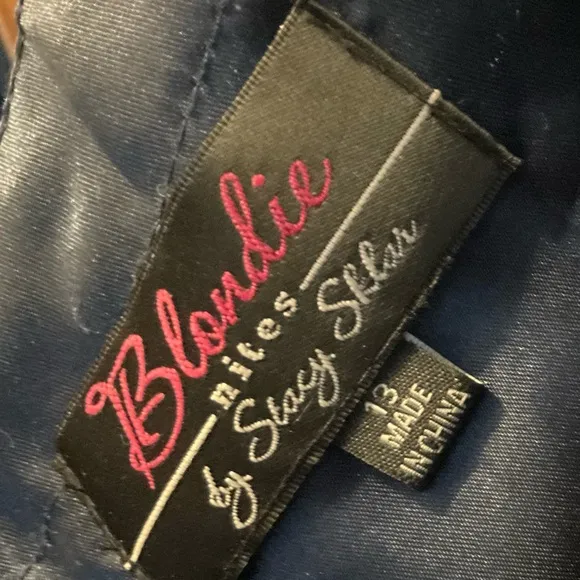 Blondie
nites
by Stacy Sklar
13
MADE
IN CHINA